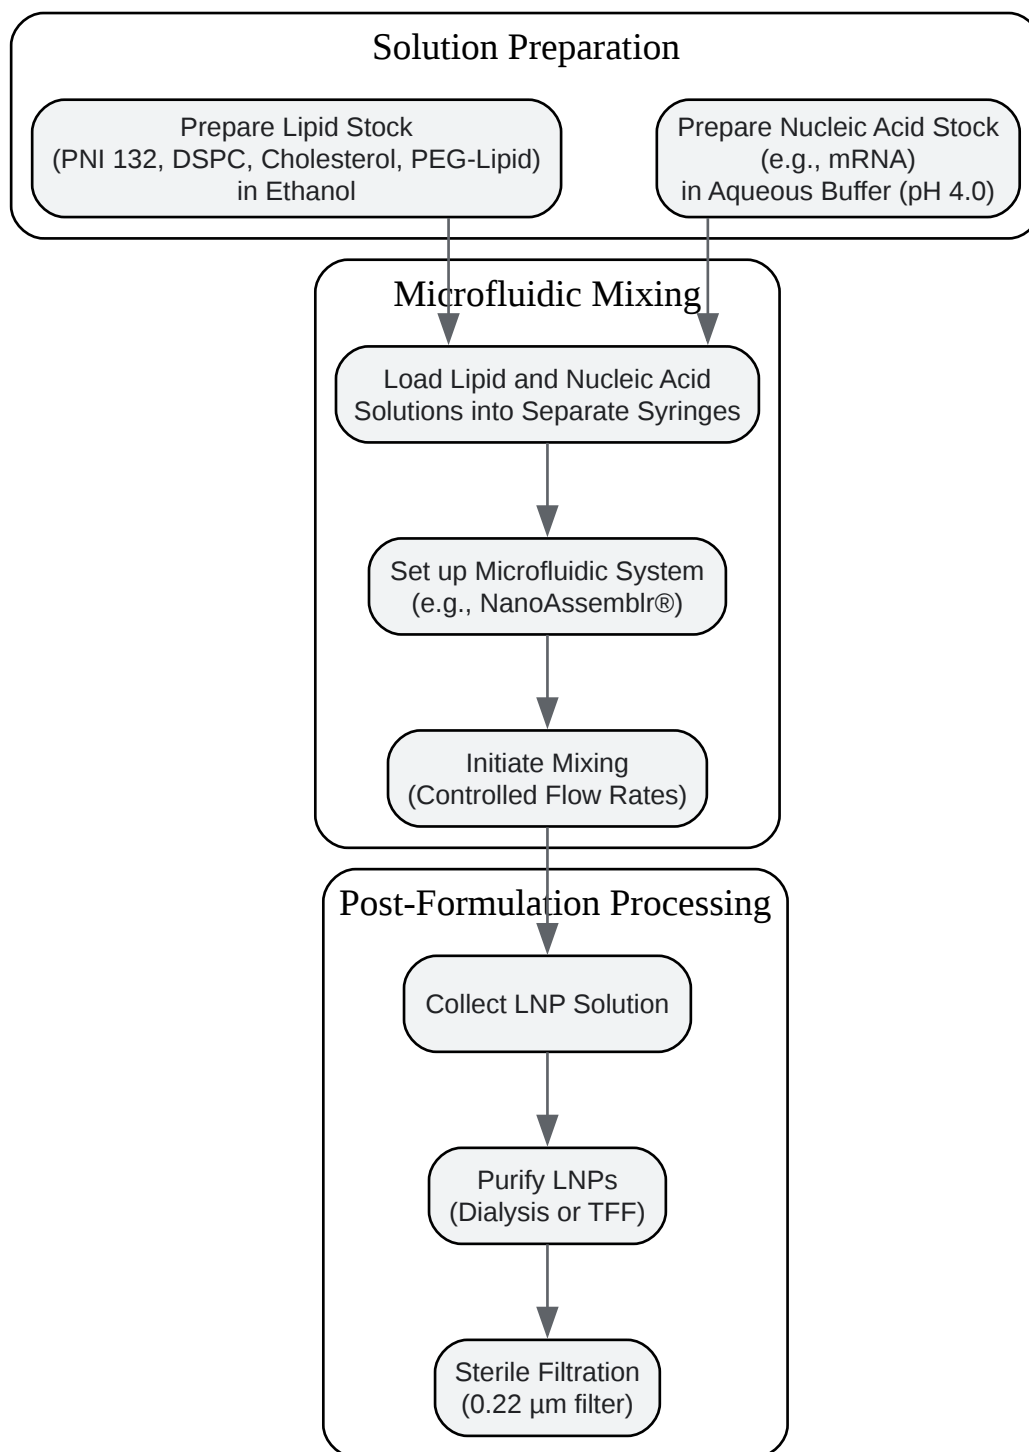 Solution Preparation
Prepare Lipid Stock
(PNI 132, DSPC, Cholesterol, PEG-Lipid)
in Ethanol
Prepare Nucleic Acid Stock
(e.g., mRNA)
in Aqueous Buffer (pH 4.0)
Microfluidic Mixing
Load Lipid and Nucleic Acid
Solutions into Separate Syringes
Set up Microfluidic System
(e.g., NanoAssemblr®)
Initiate Mixing
(Controlled Flow Rates)
Post-Formulation Processing
Collect LNP Solution
Purify LNPs
(Dialysis or TFF)
Sterile Filtration
(0.22 µm filter)